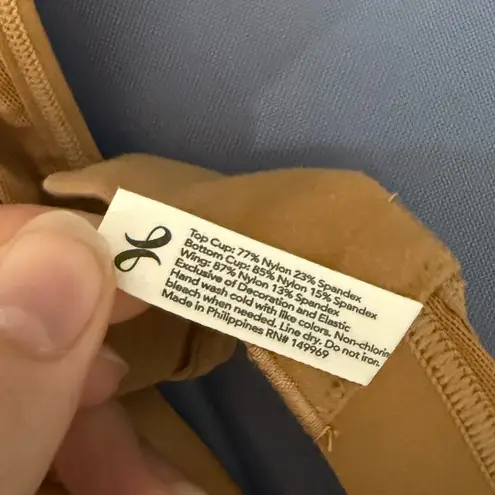 Top Cup: 77% Nylon 23% Spandex
Bottom Cup: 85% Nylon 15% Spandex
Wing: 87% Nylon 13% Spandex
Exclusive of Decoration and Elastic
Hand wash cold with like colors. Non-chlorine
bleach when needed. Line dry. Do not iron.
Made in Philippines RN# 149969